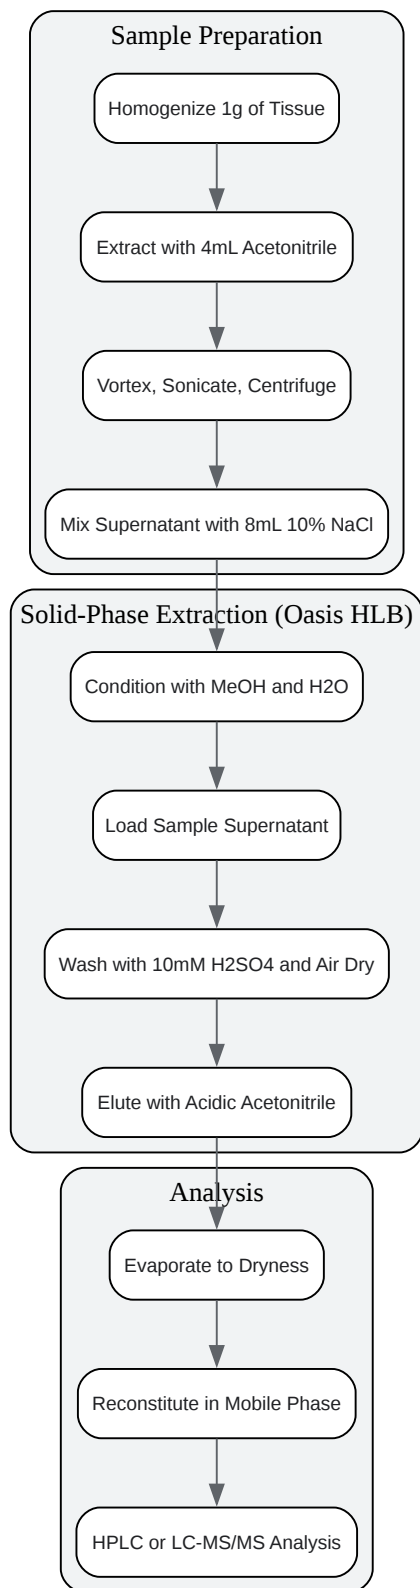 Sample Preparation
Homogenize 1g of Tissue
Extract with 4mL Acetonitrile
Vortex, Sonicate, Centrifuge
Mix Supernatant with 8mL 10% NaCl
Solid-Phase Extraction (Oasis HLB)
Condition with MeOH and H2O
Load Sample Supernatant
Wash with 10mM H2SO4 and Air Dry
Elute with Acidic Acetonitrile
Analysis
Evaporate to Dryness
Reconstitute in Mobile Phase
HPLC or LC-MS/MS Analysis